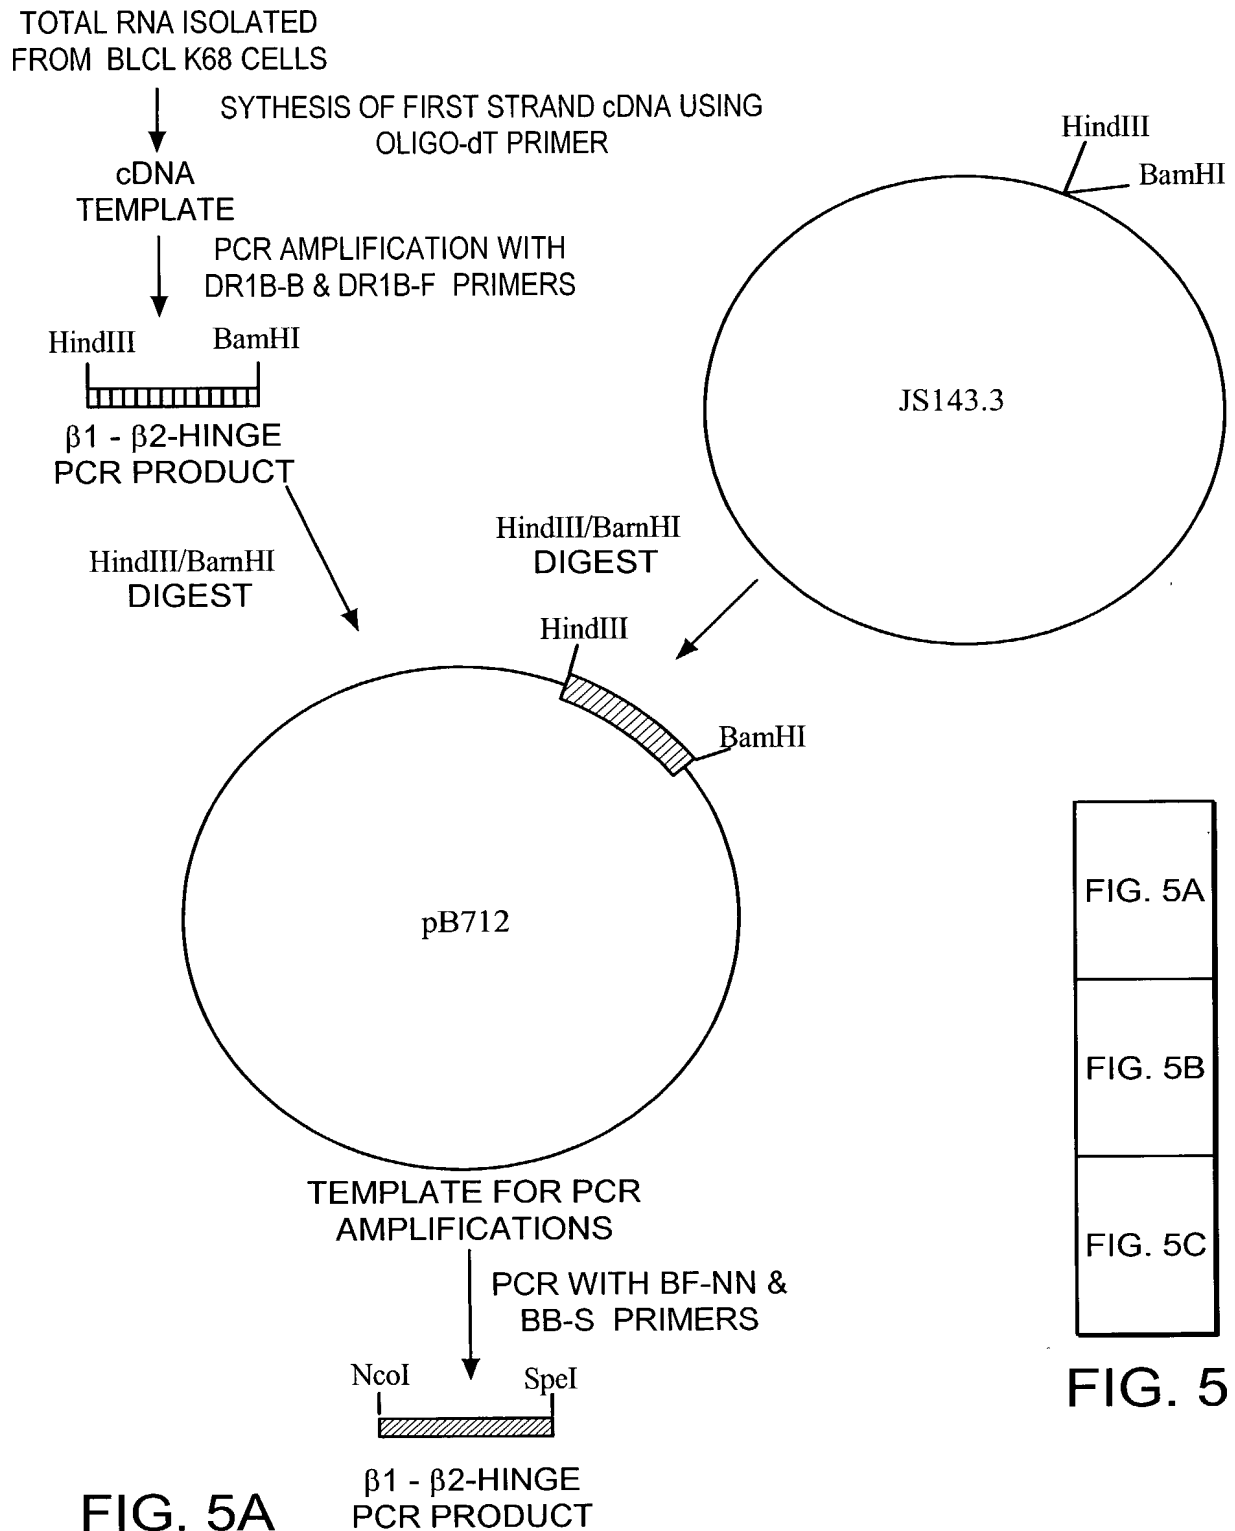 TOTAL RNA ISOLATED
FROM BLCL K68 CELLS
SYTHESIS OF FIRST STRAND cDNA USING
OLIGO-dT PRIMER
cDNA
TEMPLATE
PCR AMPLIFICATION WITH
DR1B-B & DR1B-F PRIMERS
HindIII
BamHI
β1 - β2-HINGE
PCR PRODUCT
HindIII/BarnHI
DIGEST
HindIII
BamHI
JS143.3
HindIII/BarnHI
DIGEST
HindIII
BamHI
pB712
TEMPLATE FOR PCR
AMPLIFICATIONS
PCR WITH BF-NN &
BB-S PRIMERS
NcoI
SpeI
β1 - β2-HINGE
PCR PRODUCT
FIG. 5A
FIG. 5A
FIG. 5B
FIG. 5C
FIG. 5